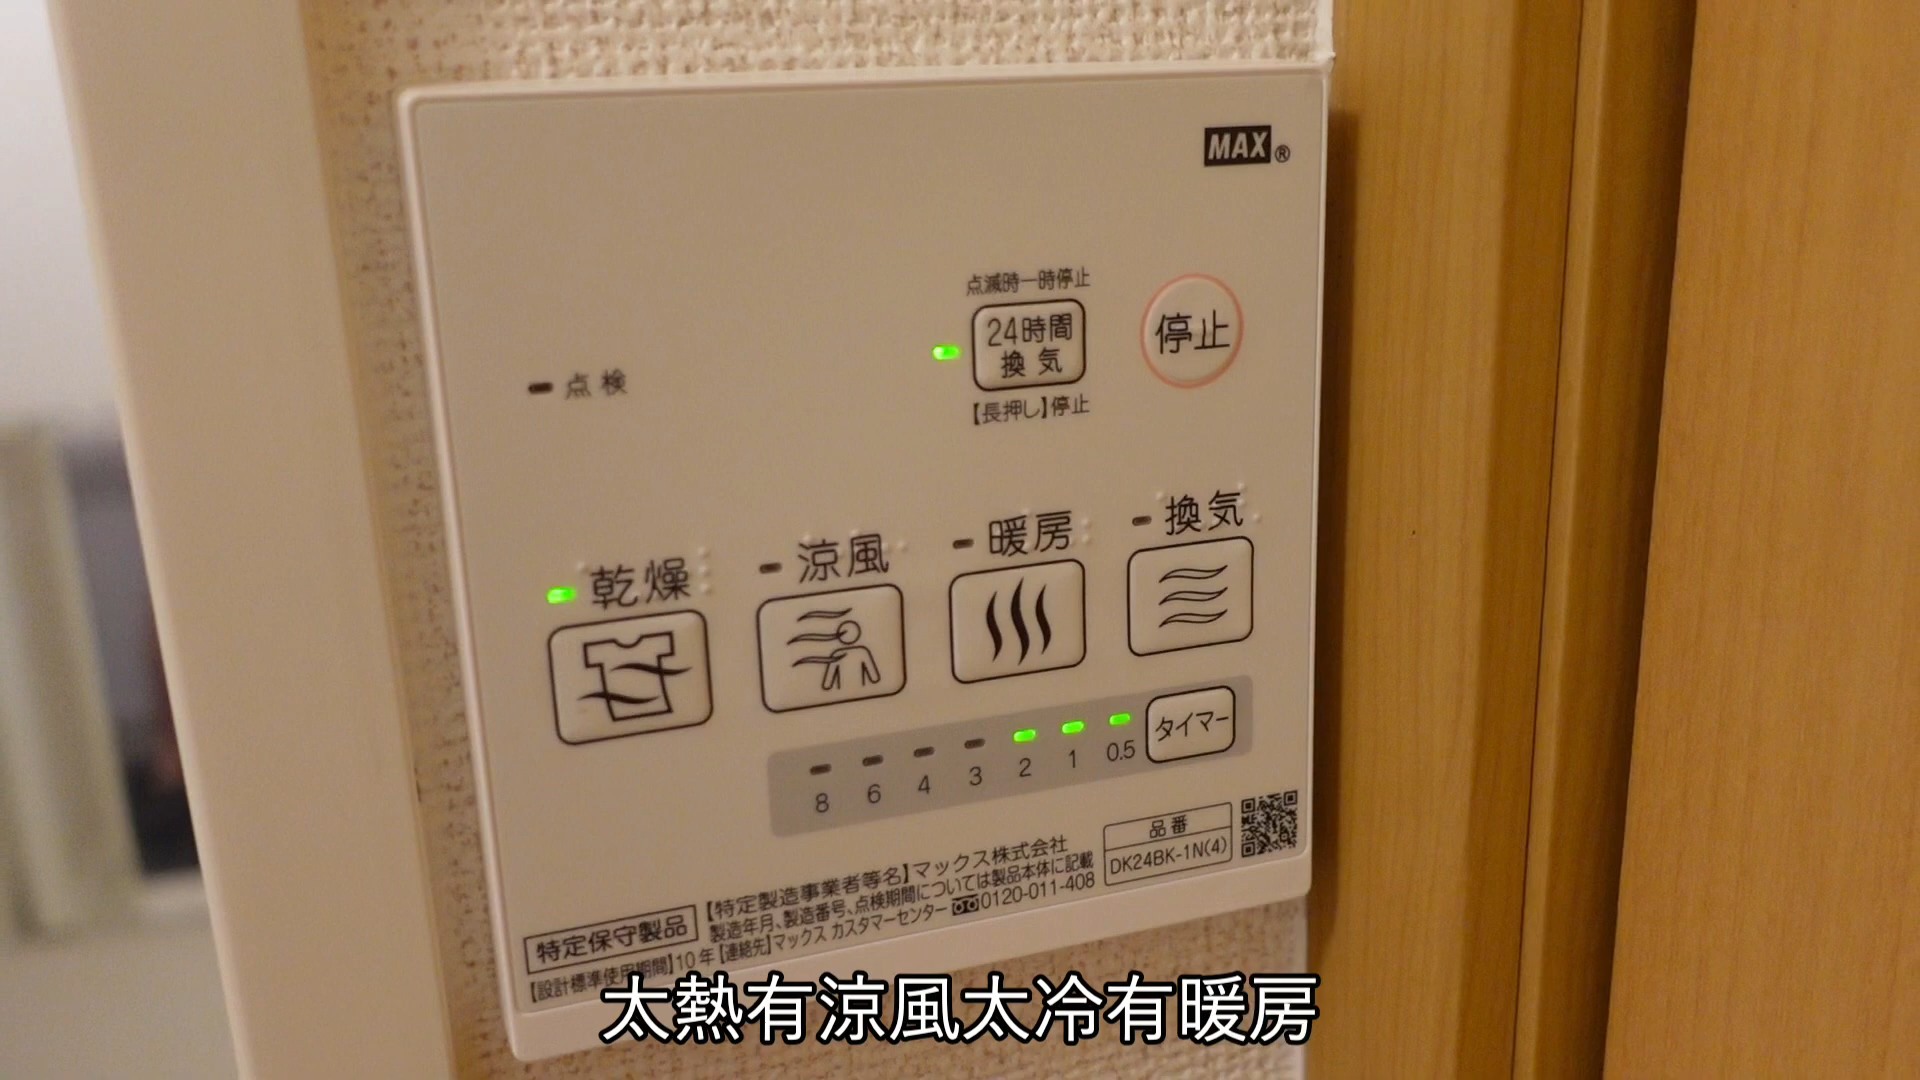 MAX®
点滅時一時停止
24時間
換気
【長押し】停止
停止
点検
乾燥
涼風
暖房
換気
8 6 4 3 2 1 0.5
タイマー
品番
DK24BK-1N(4)
特定保守製品
【特定製造事業者等名】マックス株式会社
製造年月、製造番号、点検期間については製品本体に記載
【設計標準使用期間】10年【連絡先】マックス カスタマーセンター 0120-011-408
太熱有涼風太冷有暖房